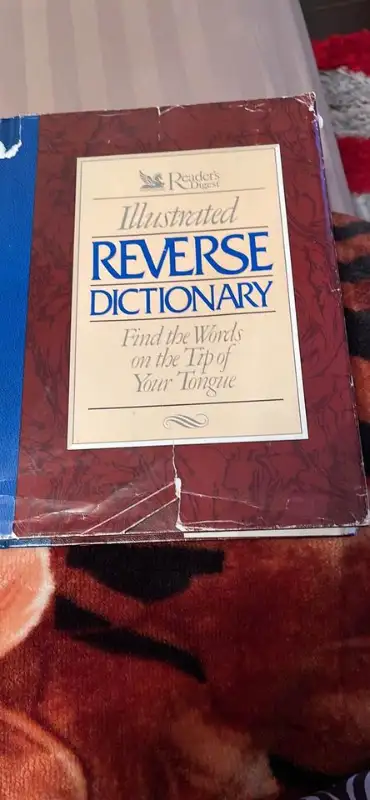 Reader's
Digest
Illustrated
REVERSE
DICTIONARY
Find the Words
on the Tip of
Your Tongue